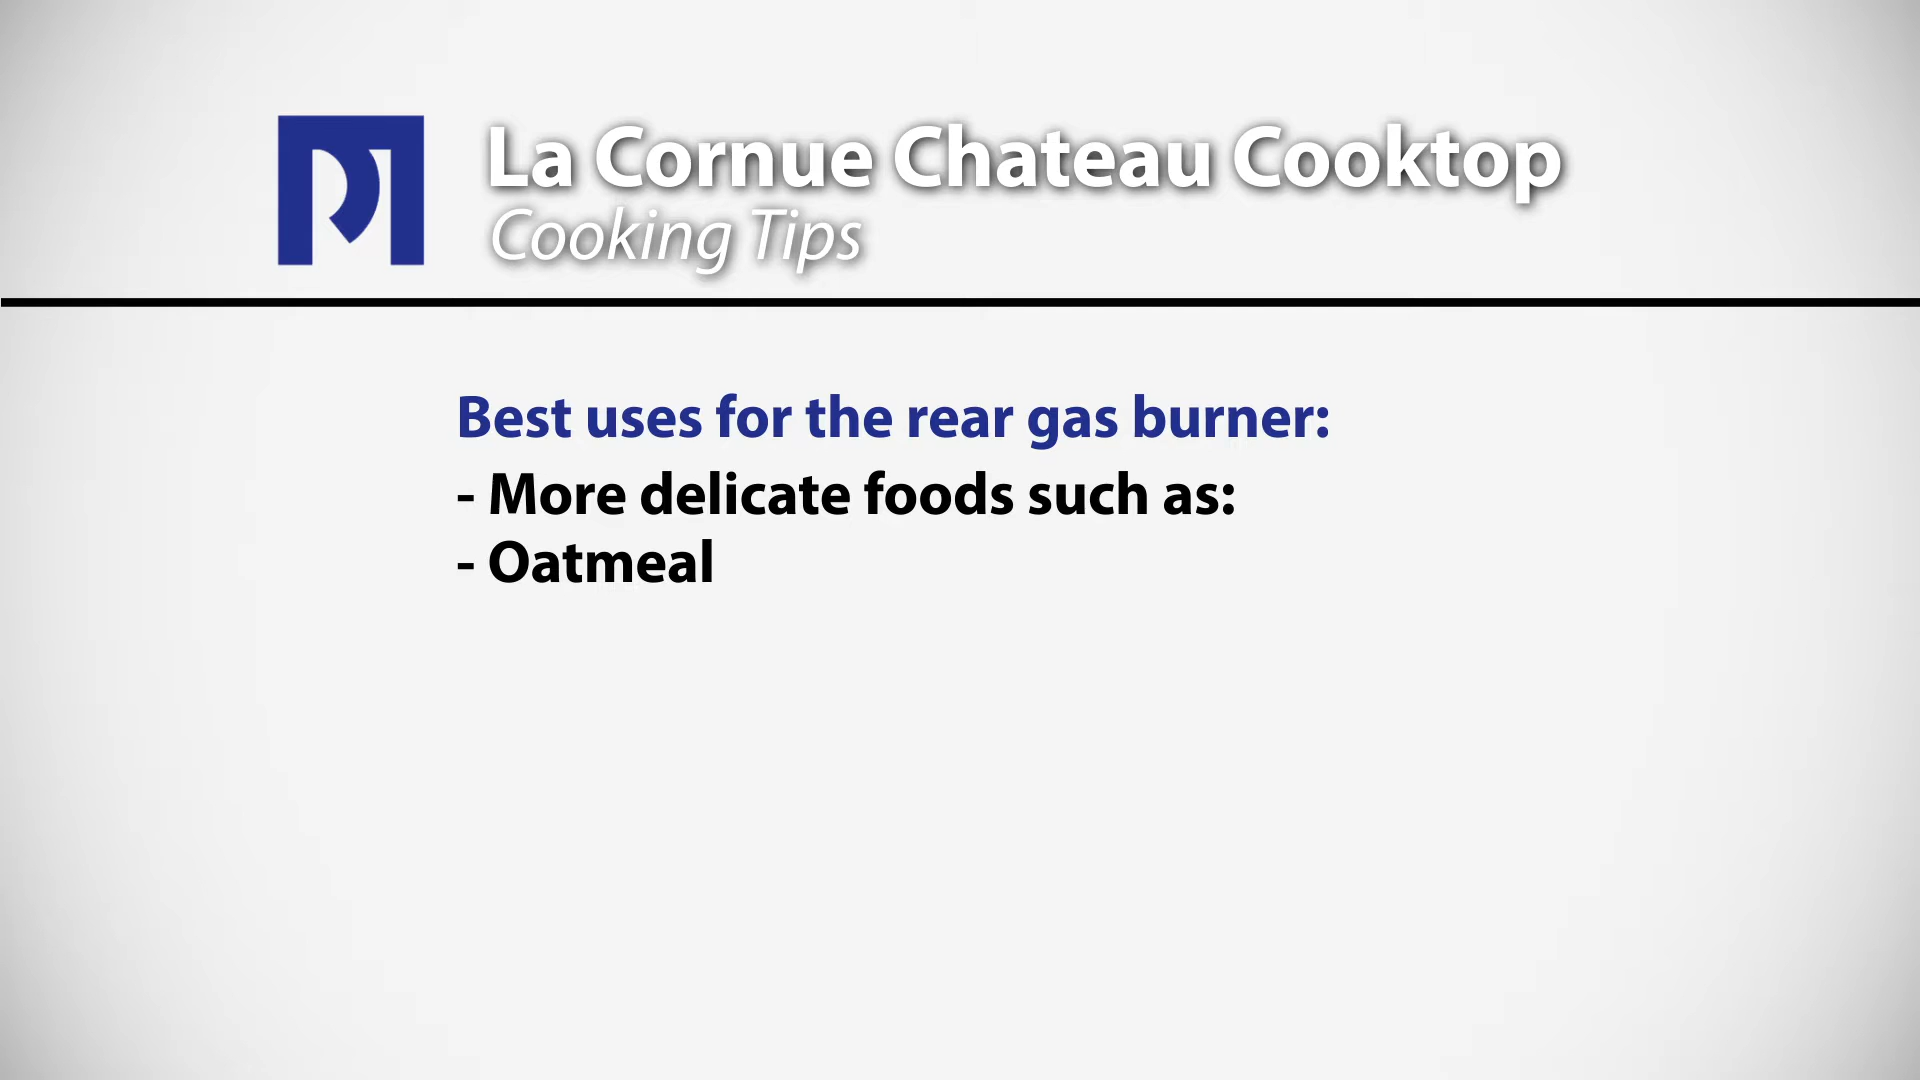 La Cornue Chateau Cooktop
Cooking Tips
Best uses for the rear gas burner:
- More delicate foods such as:
- Oatmeal